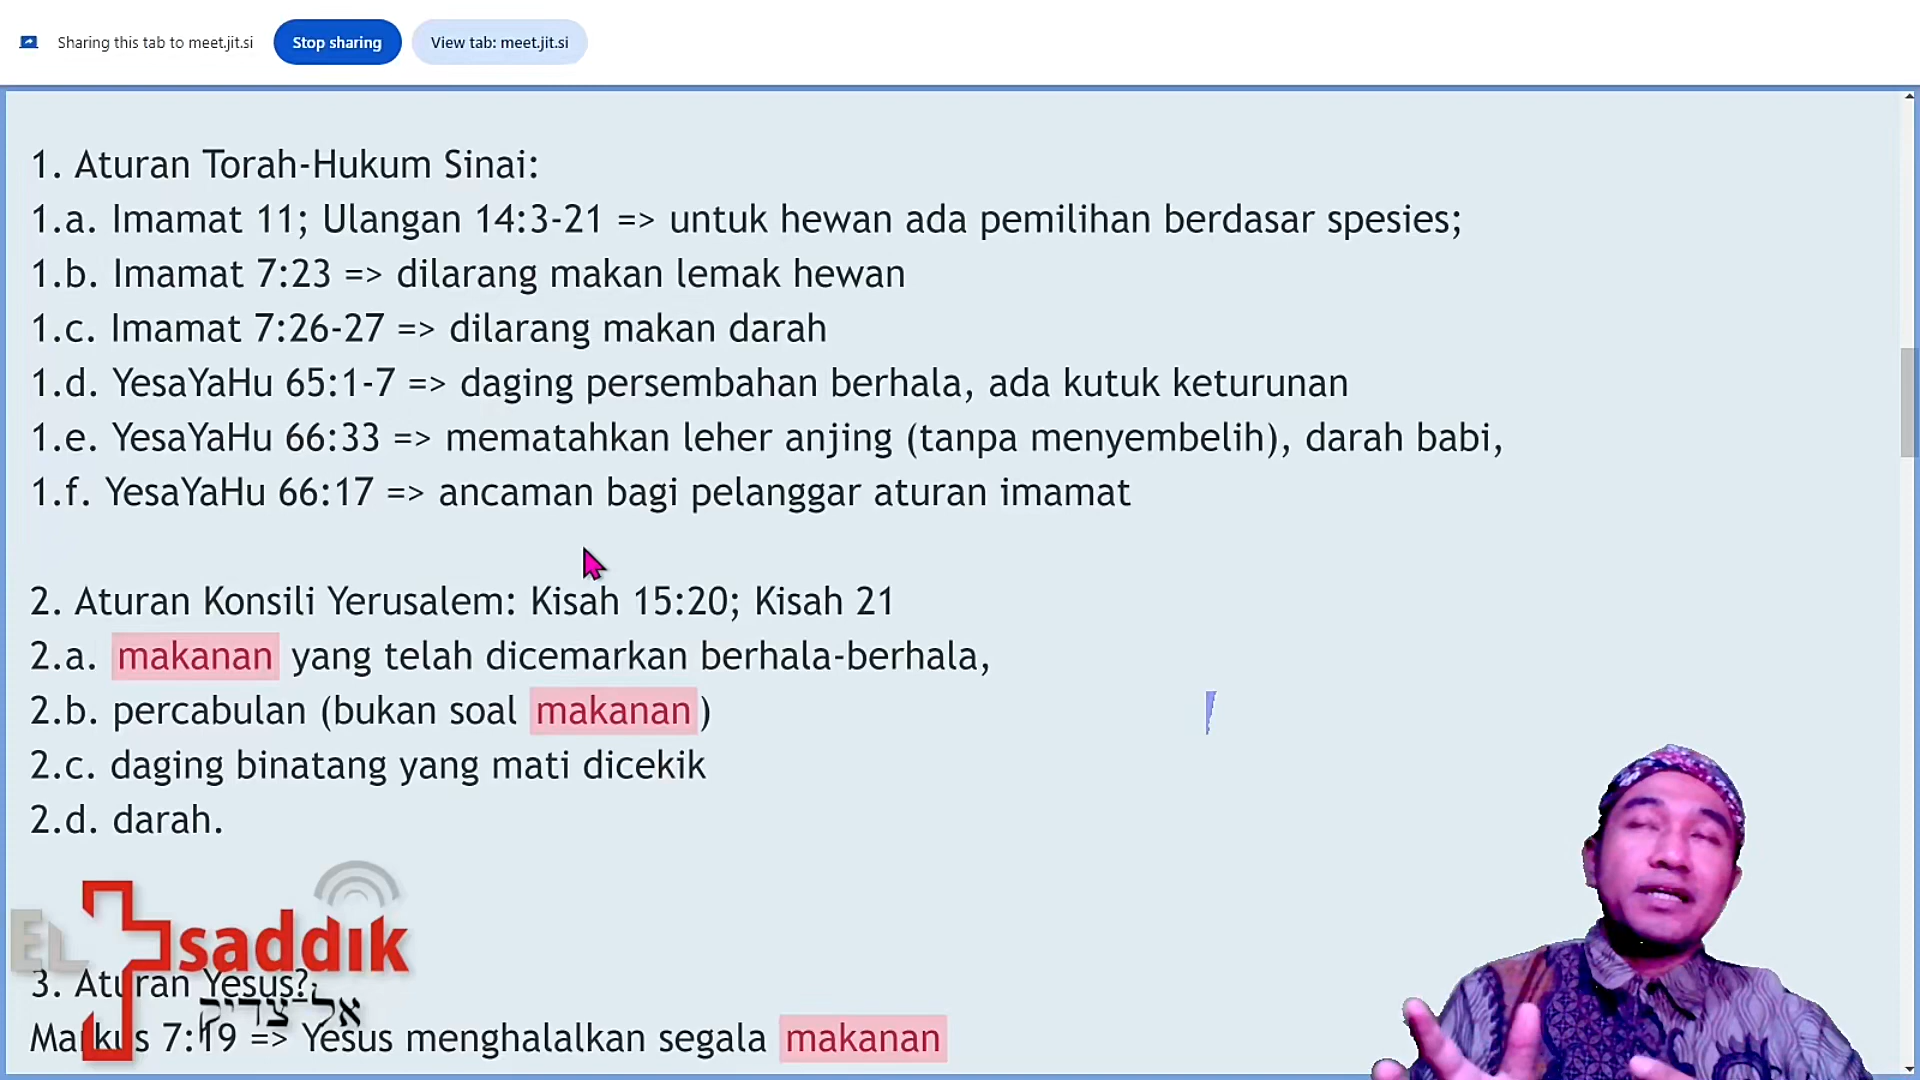 Sharing this tab to meet.jit.si
Stop sharing
View tab: meet.jit.si
1. Aturan Torah-Hukum Sinai:
1.a. Imamat 11; Ulangan 14:3-21 => untuk hewan ada pemilihan berdasar spesies;
1.b. Imamat 7:23 => dilarang makan lemak hewan
1.c. Imamat 7:26-27 => dilarang makan darah
1.d. YesaYaHu 65:1-7 => daging persembahan berhala, ada kutuk keturunan
1.e. YesaYaHu 66:33 => mematahkan leher anjing (tanpa menyembelih), darah babi,
1.f. YesaYaHu 66:17 => ancaman bagi pelanggar aturan imamat
2. Aturan Konsili Yerusalem: Kisah 15:20; Kisah 21
2.a. makanan yang telah dicemarkan berhala-berhala,
2.b. percabulan (bukan soal makanan)
2.c. daging binatang yang mati dicekik
2.d. darah.
EL saddik
3. Aturan Yesus?
אל-צדיק
Markus 7:19 => Yesus menghalalkan segala makanan